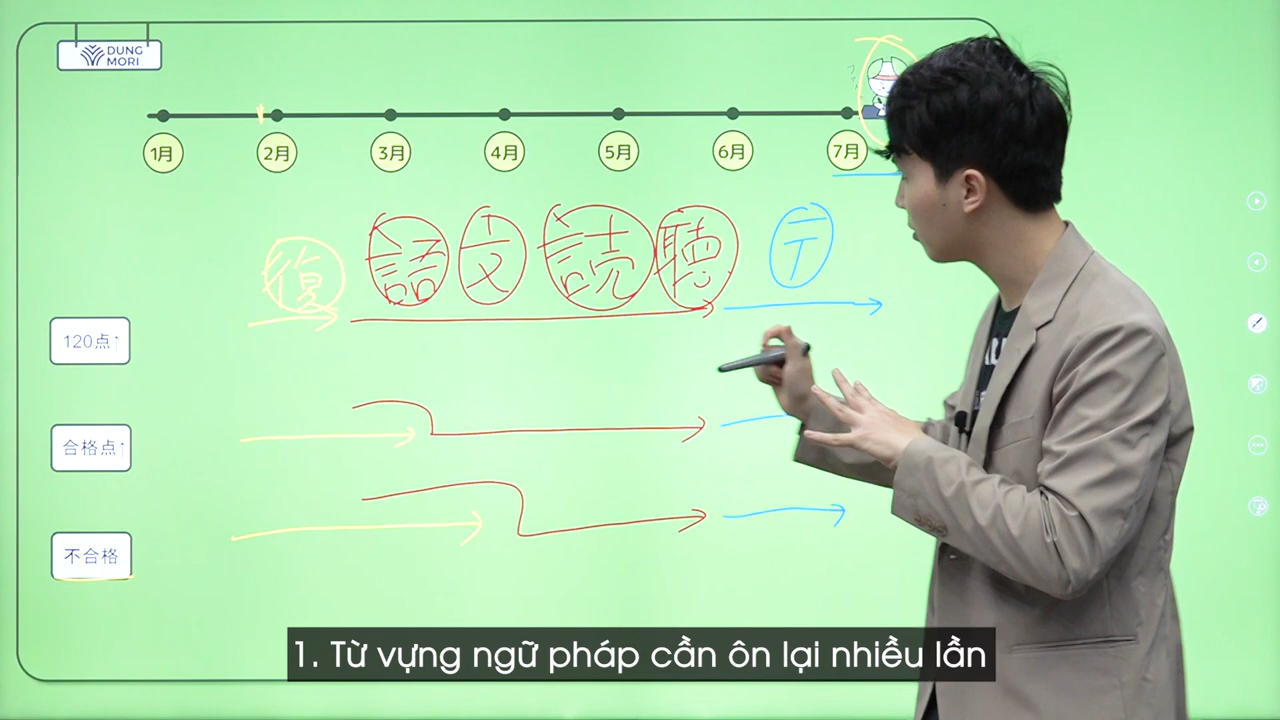 DUNG
MORI
1月 2月 3月 4月 5月 6月 7月
復 語 文 読 聴 テ
120点↑
合格点↑
不合格
1. Từ vựng ngữ pháp cần ôn lại nhiều lần